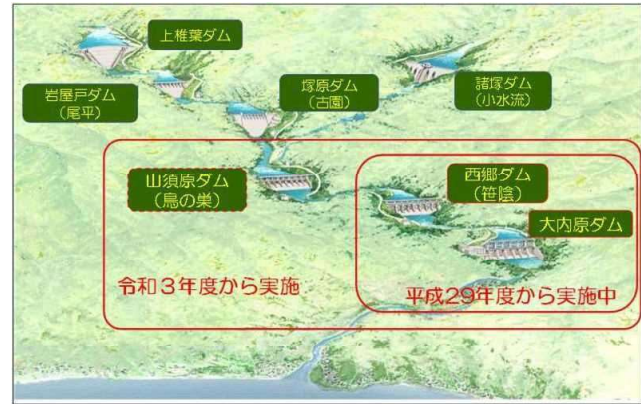 上椎葉ダム
岩屋戸ダム
(尾平)
塚原ダム
(古園)
諸塚ダム
(小水流)
山須原ダム
(鳥の巣)
西郷ダム
(笹陰)
大内原ダム
令和3年度から実施
平成29年度から実施中